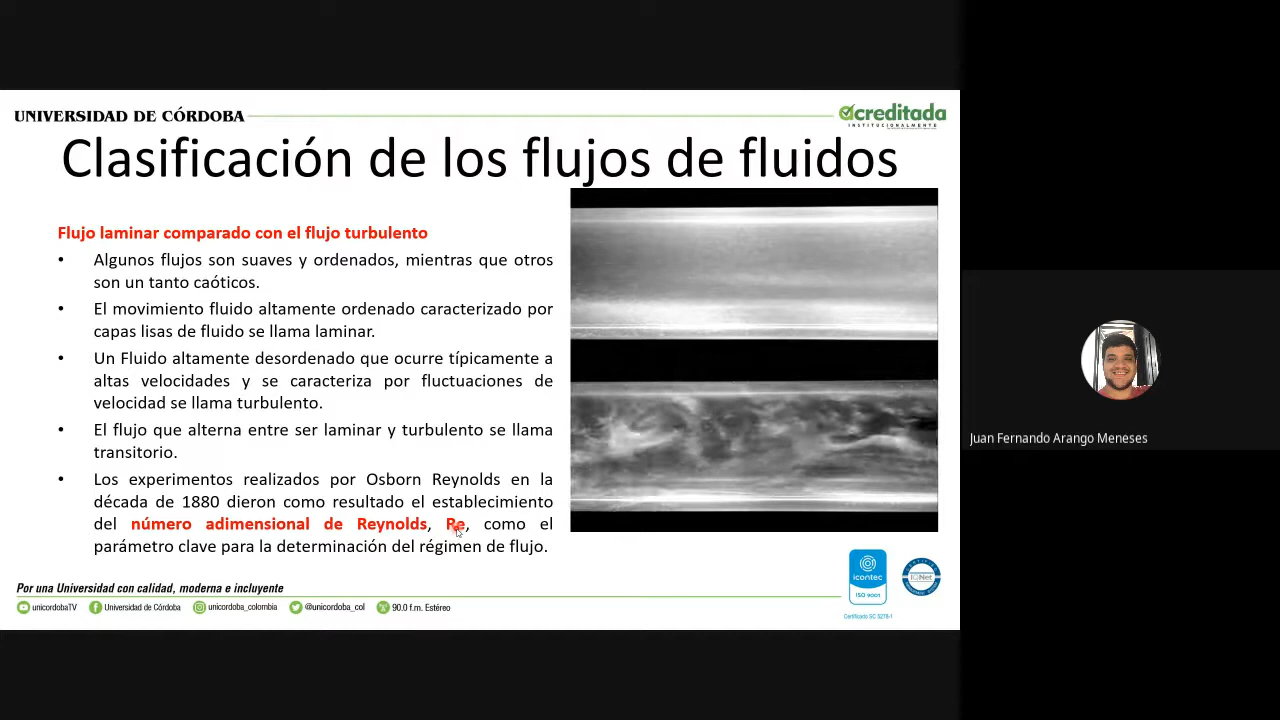 UNIVERSIDAD DE CÓRDOBA
creditada
INSTITUCIONALMENTE
Clasificación de los flujos de fluidos
Flujo laminar comparado con el flujo turbulento
• Algunos flujos son suaves y ordenados, mientras que otros
son un tanto caóticos.
• El movimiento fluido altamente ordenado caracterizado por
capas lisas de fluido se llama laminar.
• Un Fluido altamente desordenado que ocurre típicamente a
altas velocidades y se caracteriza por fluctuaciones de
velocidad se llama turbulento.
• El flujo que alterna entre ser laminar y turbulento se llama
transitorio.
• Los experimentos realizados por Osborn Reynolds en la
década de 1880 dieron como resultado el establecimiento
del número adimensional de Reynolds, Re, como el
parámetro clave para la determinación del régimen de flujo.
Juan Fernando Arango Meneses
Por una Universidad con calidad, moderna e incluyente
unicordobaTV Universidad de Córdoba unicordoba_colombia @unicordoba_col 90.0 f.m. Estéreo
icontec
ISO 9001
IQNet
Certificado SC 5278-1